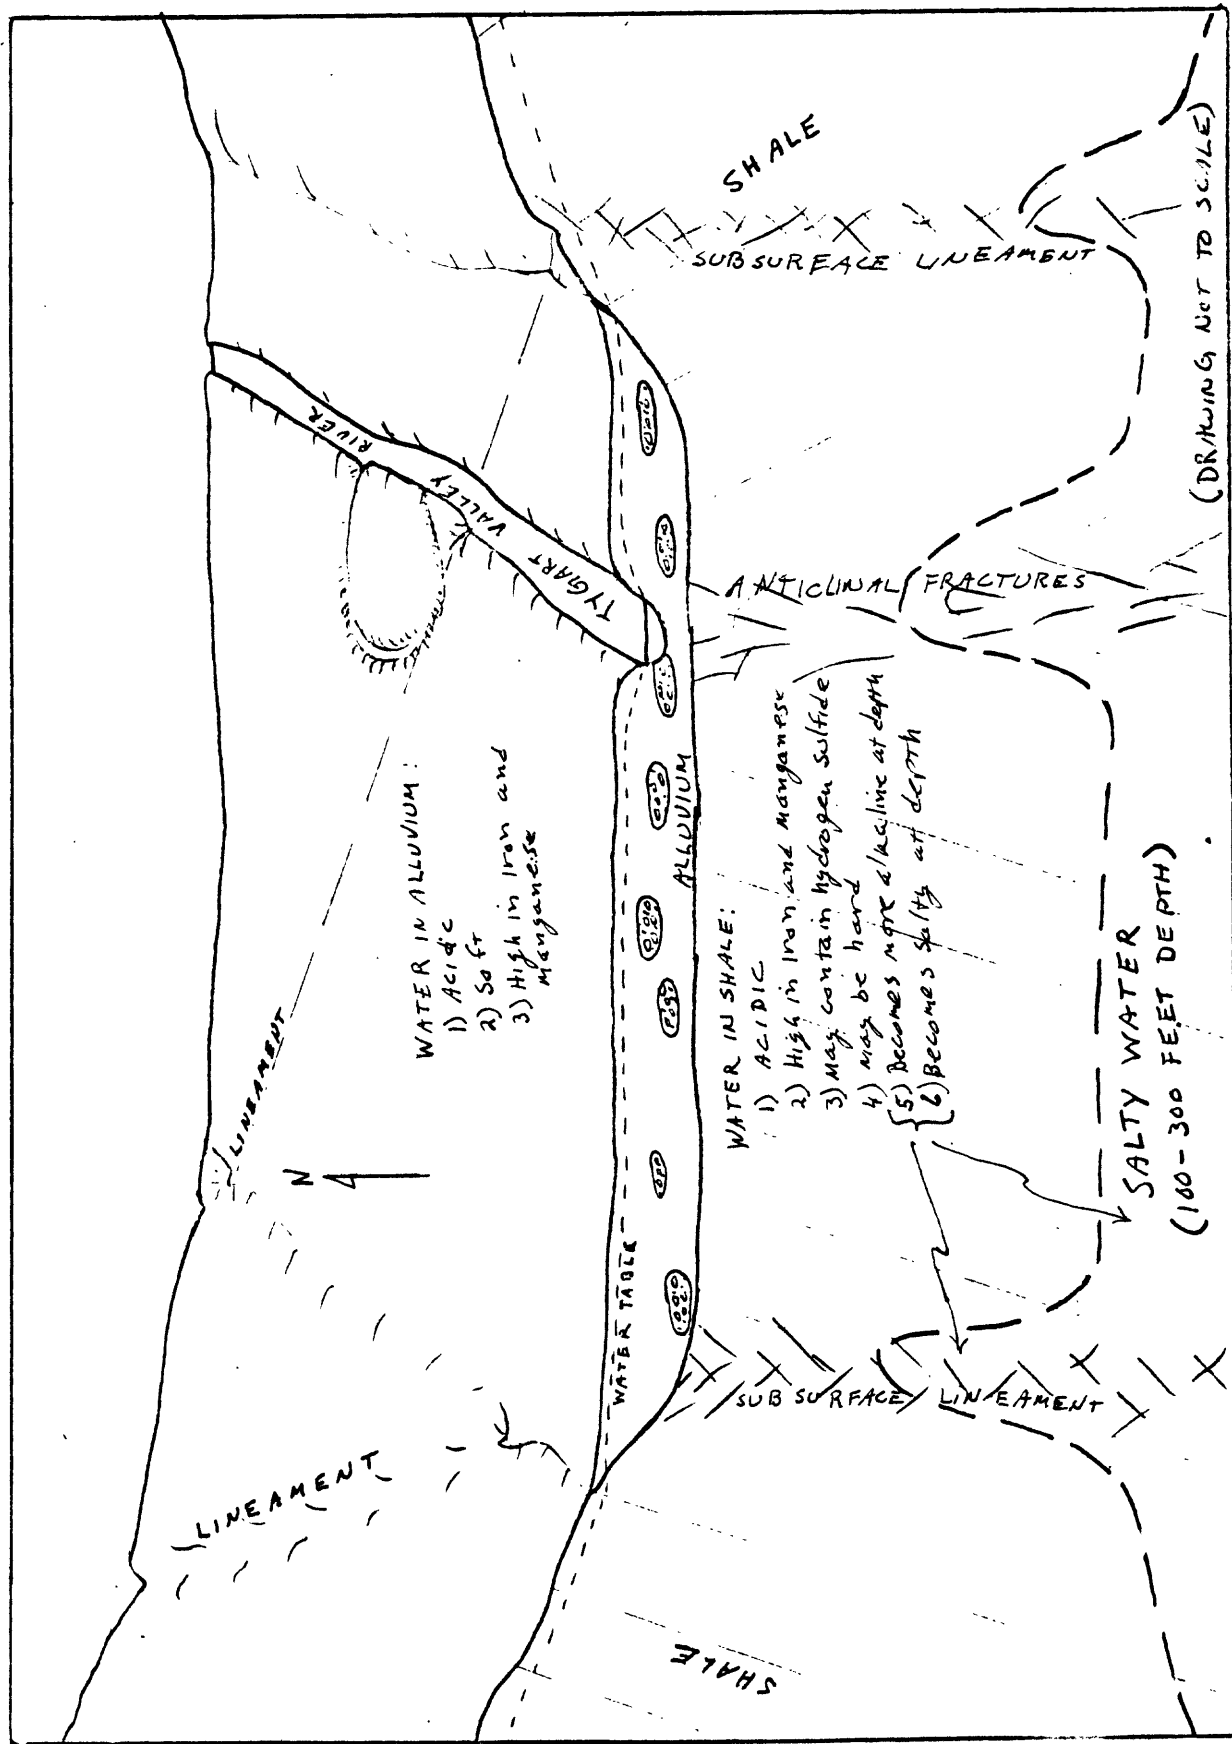 LINEAMENT
LINEAMENT
N
TYGART VALLEY RIVER
WATER IN ALLUVIUM:
1) Acidic
2) Soft
3) High in Iron and
Manganese
WATER TABLE
ALLUVIUM
WATER IN SHALE:
1) ACIDIC
2) High in Iron and Manganese
3) May contain hydrogen sulfide
4) May be hard
5) Becomes more alkaline at depth
6) Becomes salty at depth
SHALE
SHALE
SUBSURFACE LINEAMENT
ANTICLINAL FRACTURES
SUBSUREACE LINEAMENT
SALTY WATER
(100-300 FEET DEPTH)
(DRAWING NOT TO SCALE)